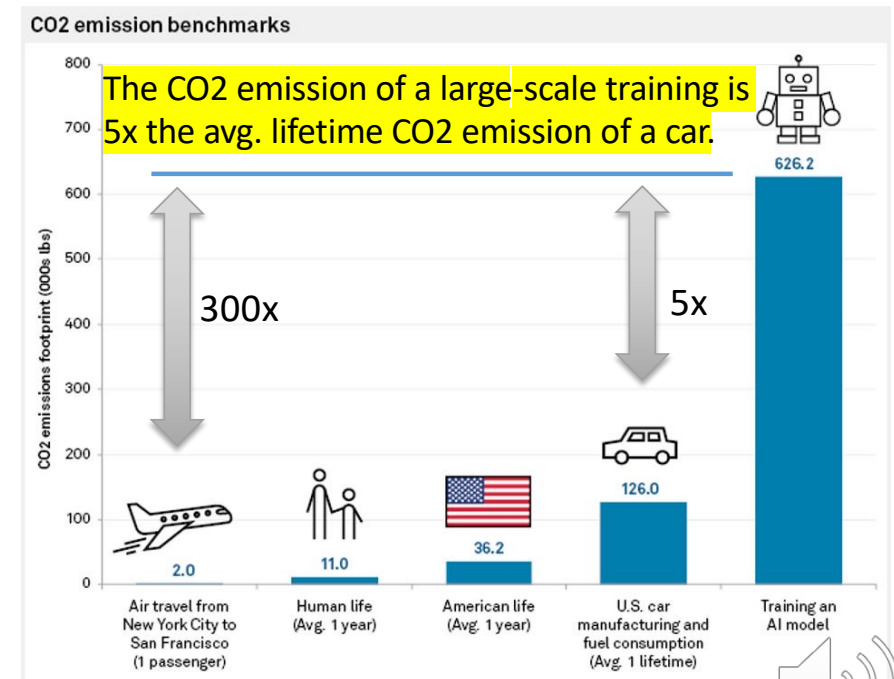 CO2 emission benchmarks
The CO2 emission of a large-scale training is
5x the avg. lifetime CO2 emission of a car.
CO2 emissions footprint (000s lbs)
800
700
600
500
400
300
200
100
0
300x
5x
2.0
11.0
36.2
126.0
626.2
Air travel from
New York City to
San Francisco
(1 passenger)
Human life
(Avg. 1 year)
American life
(Avg. 1 year)
U.S. car
manufacturing and
fuel consumption
(Avg. 1 lifetime)
Training an
AI model